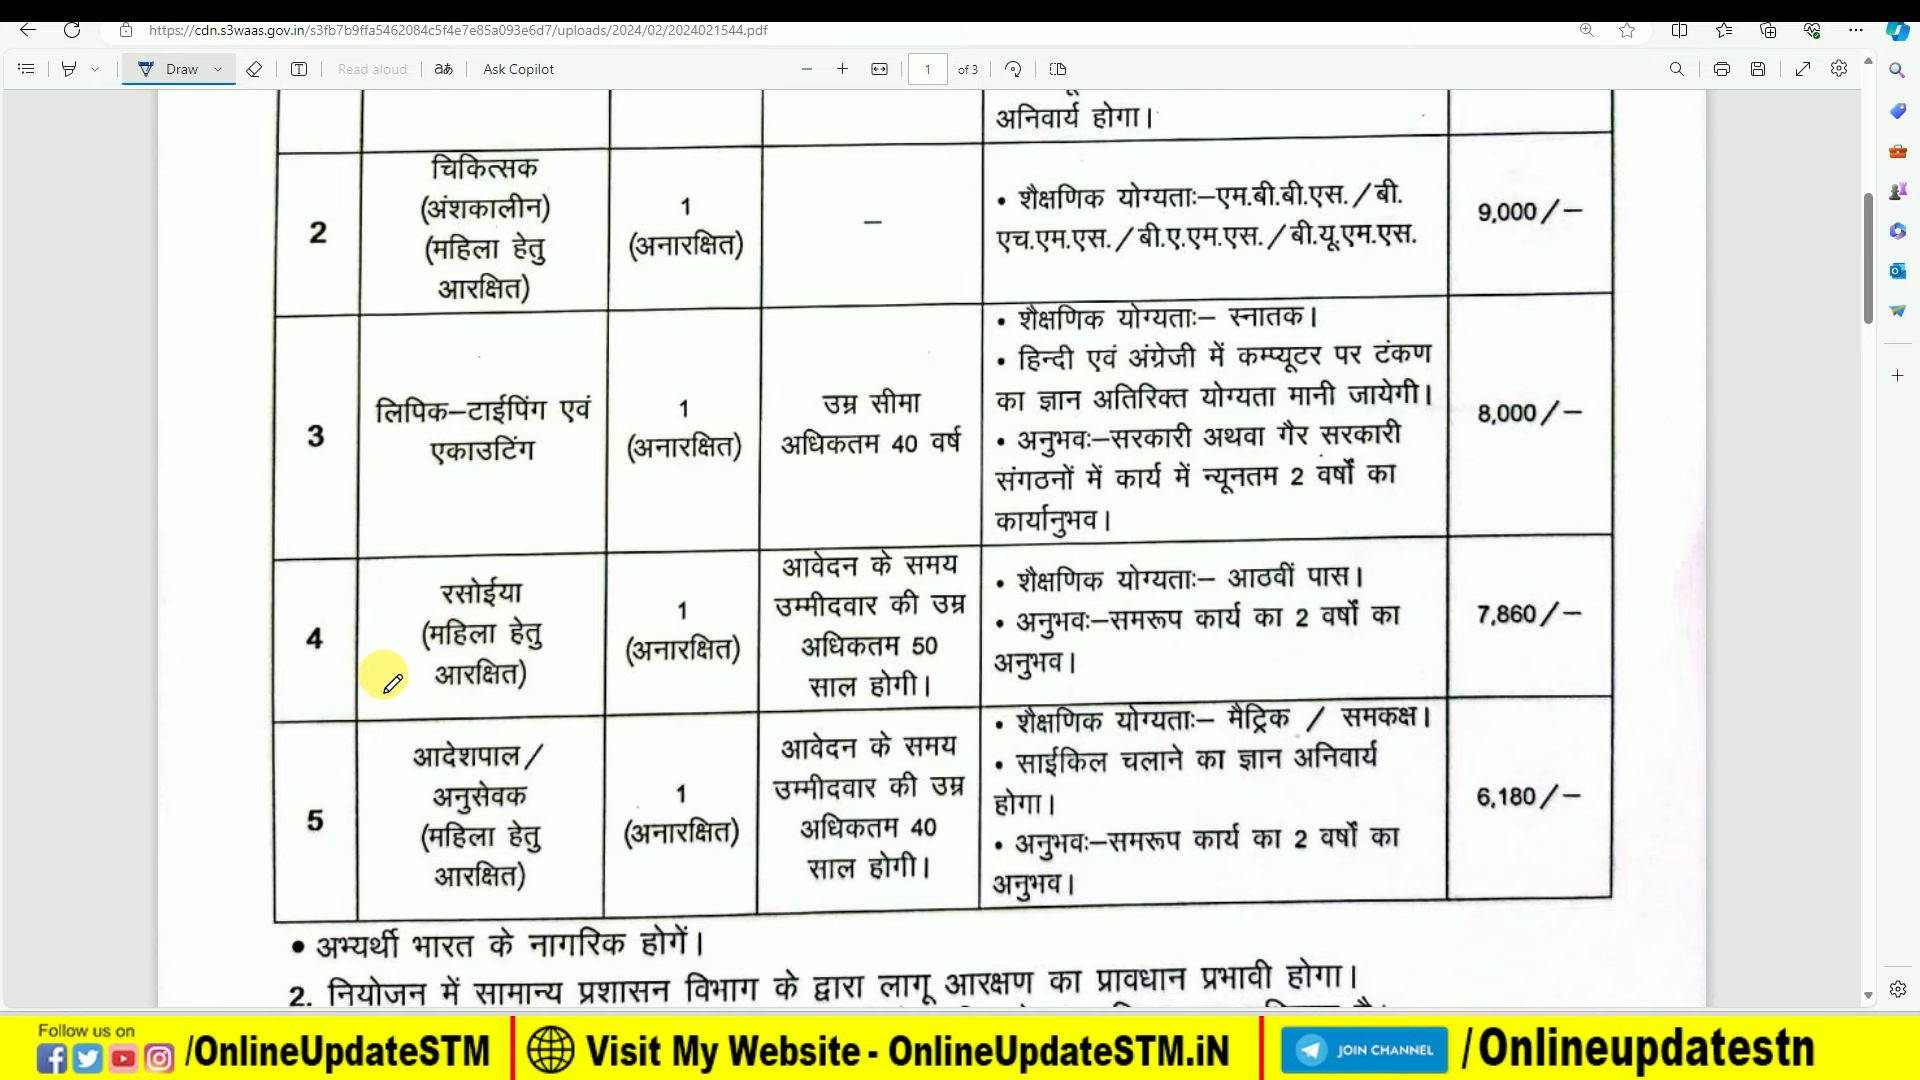 https://cdn.s3waas.gov.in/s3fb7b9ffa5462084c5f4e7e85a093e6d7/uploads/2024/02/2024021544.pdf
Draw
Read aloud
aあ
Ask Copilot
1
of 3
अनिवार्य होगा।
2
चिकित्सक
(अंशकालीन)
(महिला हेतु
आरक्षित)
1
(अनारक्षित)
–
• शैक्षणिक योग्यताः–एम.बी.बी.एस./बी.
एच.एम.एस./बी.ए.एम.एस./बी.यू.एम.एस.
9,000/–
3
लिपिक–टाईपिंग एवं
एकाउटिंग
1
(अनारक्षित)
उम्र सीमा
अधिकतम 40 वर्ष
• शैक्षणिक योग्यताः– स्नातक।
• हिन्दी एवं अंग्रेजी में कम्प्यूटर पर टंकण
का ज्ञान अतिरिक्त योग्यता मानी जायेगी।
• अनुभवः–सरकारी अथवा गैर सरकारी
संगठनों में कार्य में न्यूनतम 2 वर्षों का
कार्यानुभव।
8,000/–
4
रसोईया
(महिला हेतु
आरक्षित)
1
(अनारक्षित)
आवेदन के समय
उम्मीदवार की उम्र
अधिकतम 50
साल होगी।
• शैक्षणिक योग्यताः– आठवीं पास।
• अनुभवः–समरूप कार्य का 2 वर्षों का
अनुभव।
7,860/–
5
आदेशपाल/
अनुसेवक
(महिला हेतु
आरक्षित)
1
(अनारक्षित)
आवेदन के समय
उम्मीदवार की उम्र
अधिकतम 40
साल होगी।
• शैक्षणिक योग्यताः– मैट्रिक / समकक्ष।
• साईकिल चलाने का ज्ञान अनिवार्य
होगा।
• अनुभवः–समरूप कार्य का 2 वर्षों का
अनुभव।
6,180/–
• अभ्यर्थी भारत के नागरिक होगें।
2. नियोजन में सामान्य प्रशासन विभाग के द्वारा लागू आरक्षण का प्रावधान प्रभावी होगा।
Follow us on
/OnlineUpdateSTM
Visit My Website - OnlineUpdateSTM.iN
JOIN CHANNEL
/Onlineupdatestn